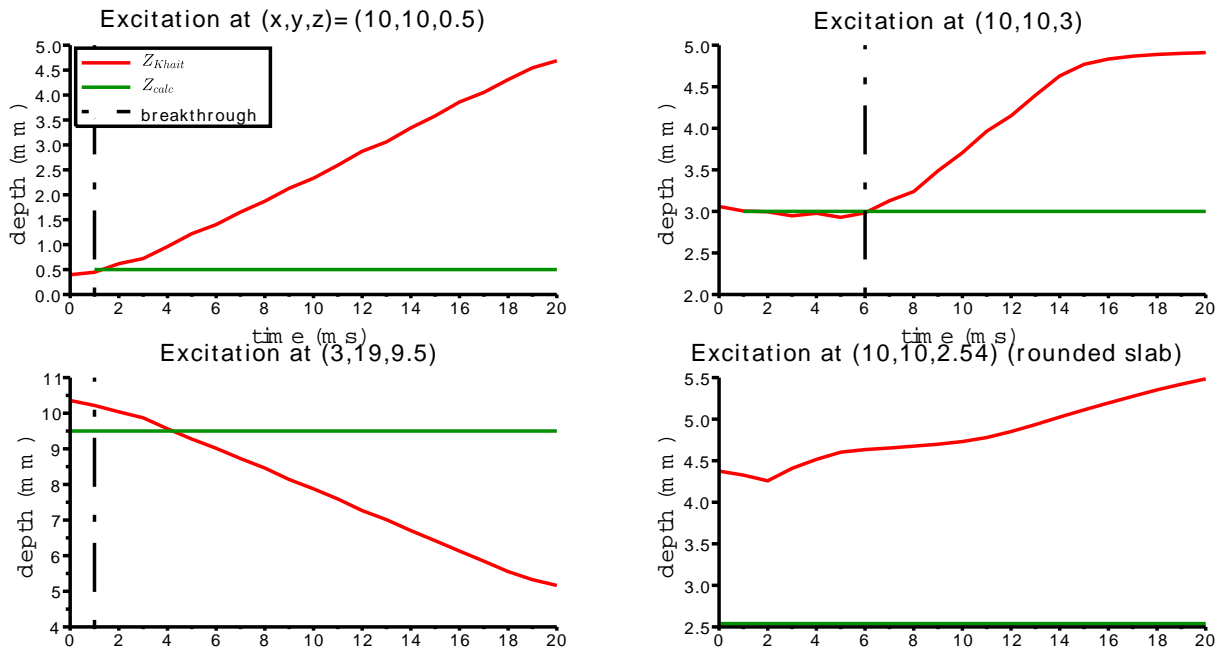 Excitation at (x,y,z)= (10,10,0.5)
5.0
4.5
4.0
3.5
3.0
2.5
2.0
1.5
1.0
0.5
0.0
depth (mm)
Z_Khait
Z_calc
breakthrough
0 2 4 6 8 10 12 14 16 18 20
time (ms)
Excitation at (10,10,3)
5.0
4.5
4.0
3.5
3.0
2.5
2.0
depth (mm)
0 2 4 6 8 10 12 14 16 18 20
time (ms)
Excitation at (3,19,9.5)
11
10
9
8
7
6
5
4
depth (mm)
0 2 4 6 8 10 12 14 16 18 20
Excitation at (10,10,2.54) (rounded slab)
5.5
5.0
4.5
4.0
3.5
3.0
2.5
depth (mm)
0 2 4 6 8 10 12 14 16 18 20